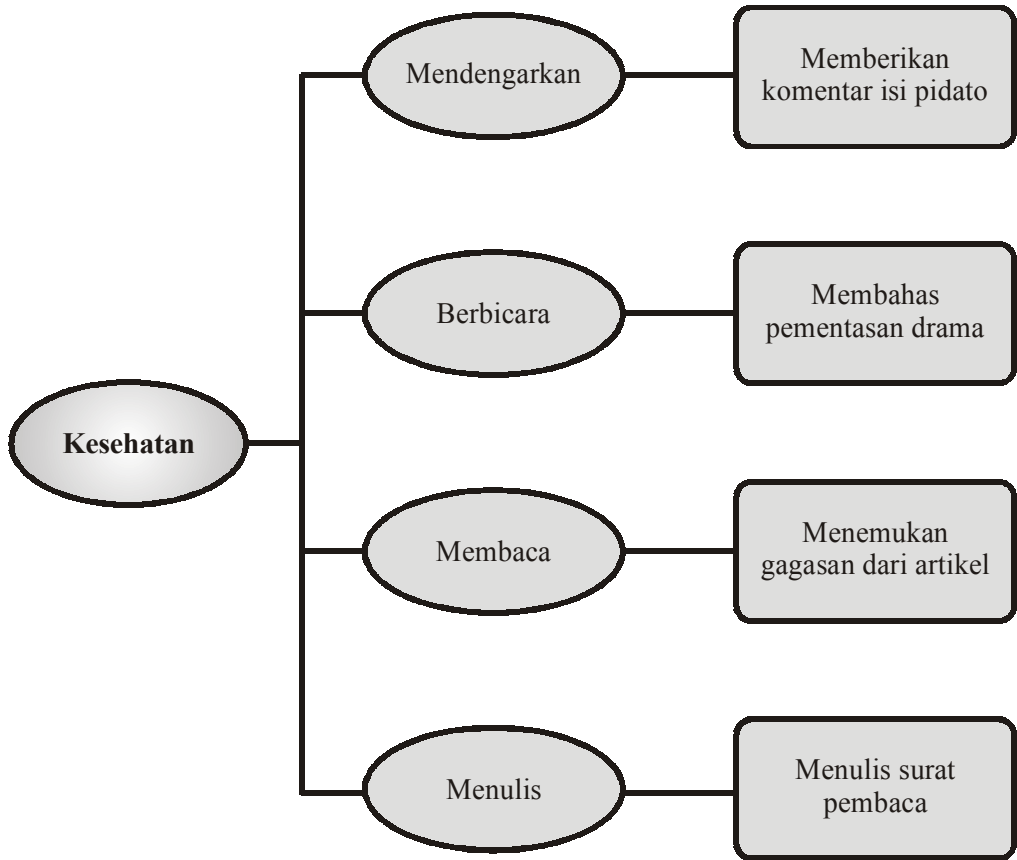 Mendengarkan
Memberikan
komentar isi pidato
Berbicara
Membahas
pementasan drama
Kesehatan
Membaca
Menemukan
gagasan dari artikel
Menulis
Menulis surat
pembaca